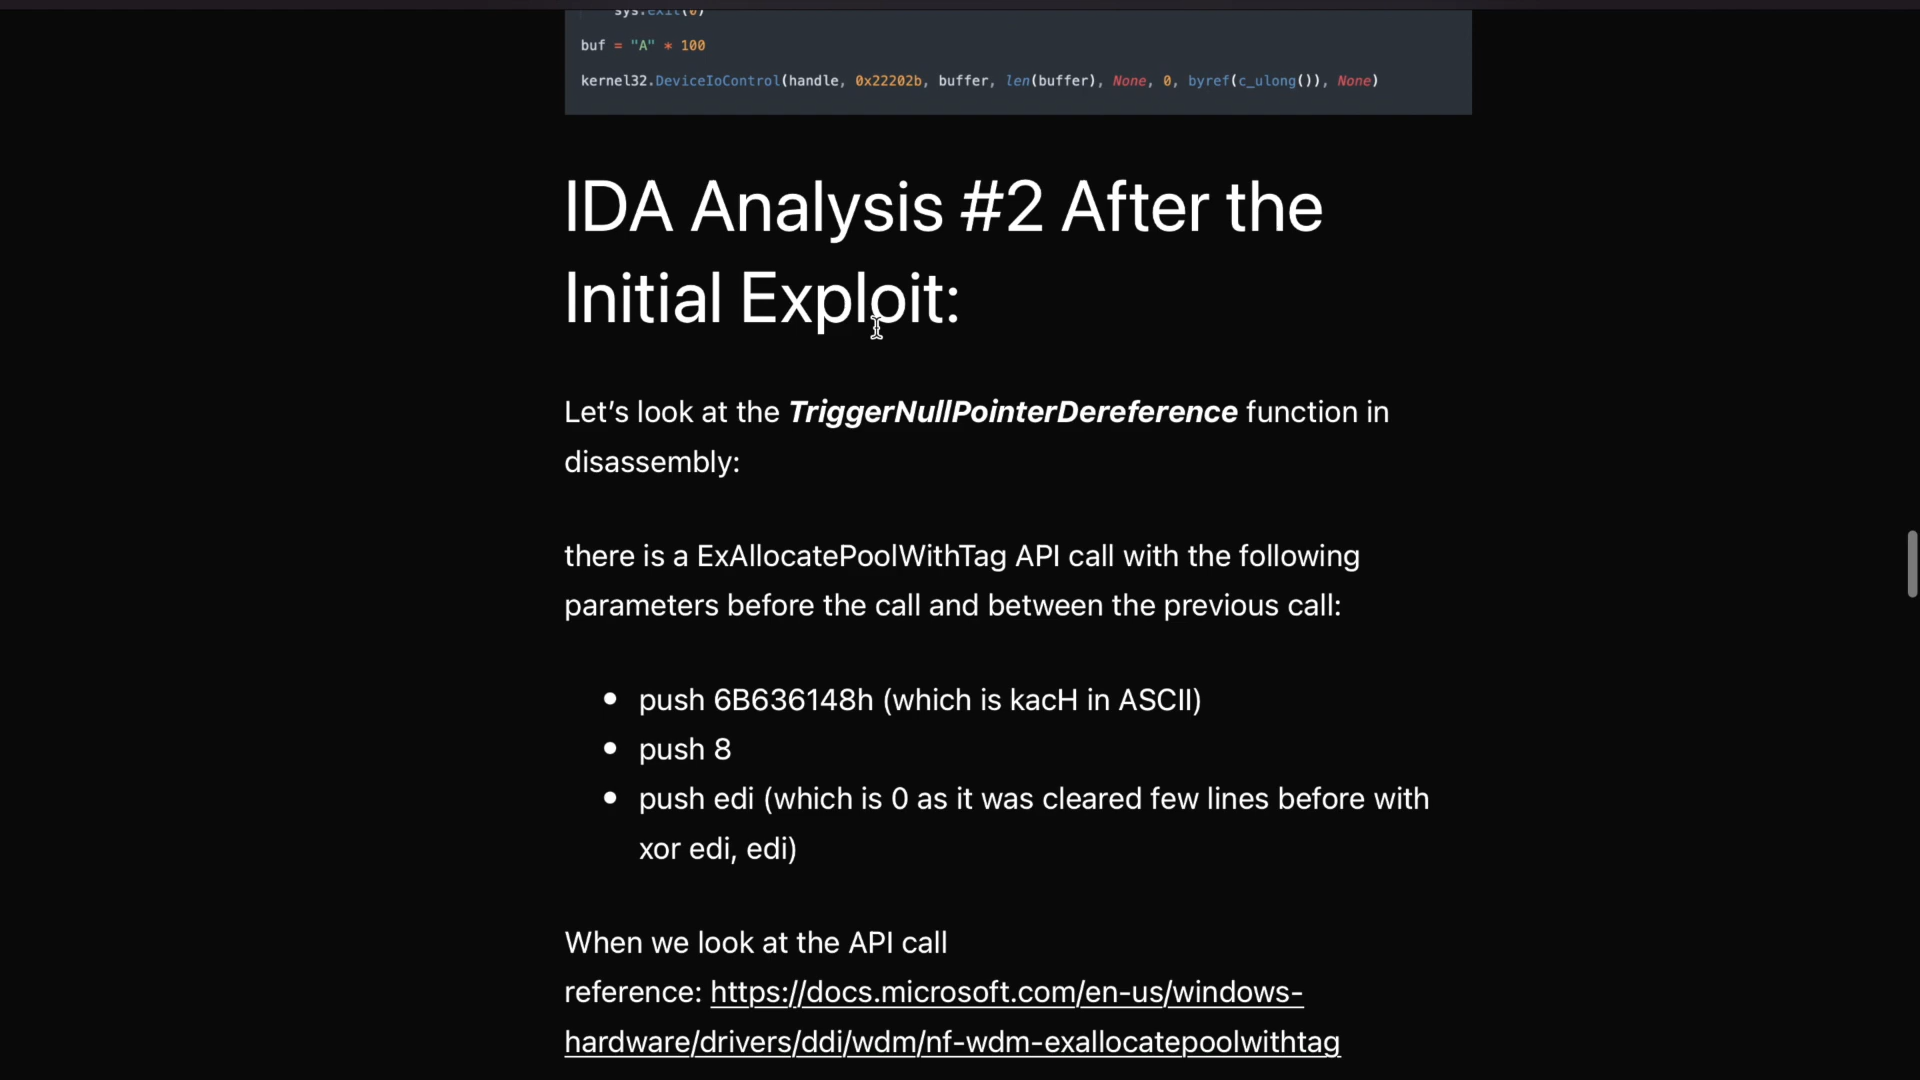 sys.exit(0)
buf = "A" * 100
kernel32.DeviceIoControl(handle, 0x22202b, buffer, len(buffer), None, 0, byref(c_ulong()), None)
IDA Analysis #2 After the
Initial Exploit:
Let’s look at the TriggerNullPointerDereference function in
disassembly:
there is a ExAllocatePoolWithTag API call with the following
parameters before the call and between the previous call:
• push 6B636148h (which is kacH in ASCII)
• push 8
• push edi (which is 0 as it was cleared few lines before with
xor edi, edi)
When we look at the API call
reference: https://docs.microsoft.com/en-us/windows-
hardware/drivers/ddi/wdm/nf-wdm-exallocatepoolwithtag